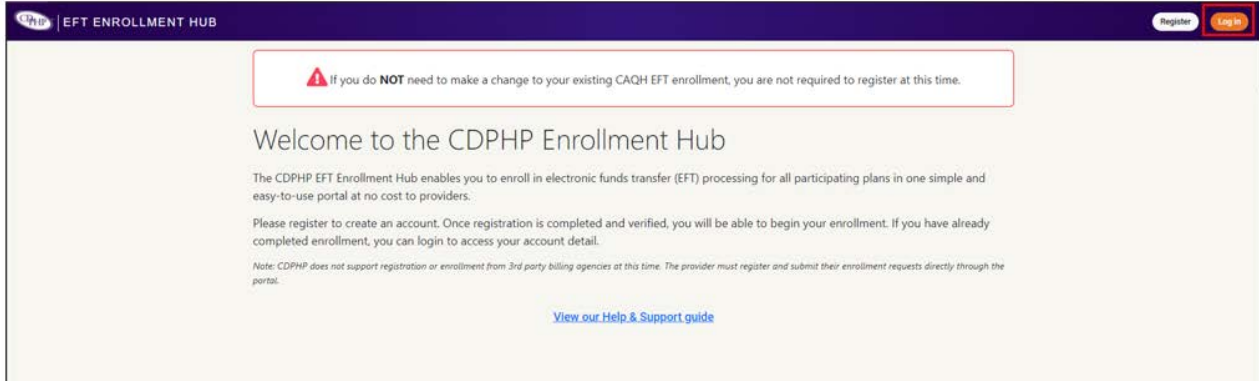 CDPHP EFT ENROLLMENT HUB
Register
Log in
If you do NOT need to make a change to your existing CAQH EFT enrollment, you are not required to register at this time.
Welcome to the CDPHP Enrollment Hub
The CDPHP EFT Enrollment Hub enables you to enroll in electronic funds transfer (EFT) processing for all participating plans in one simple and
easy-to-use portal at no cost to providers.
Please register to create an account. Once registration is completed and verified, you will be able to begin your enrollment. If you have already
completed enrollment, you can login to access your account detail.
Note: CDPHP does not support registration or enrollment from 3rd party billing agencies at this time. The provider must register and submit their enrollment requests directly through the
portal.
View our Help & Support guide